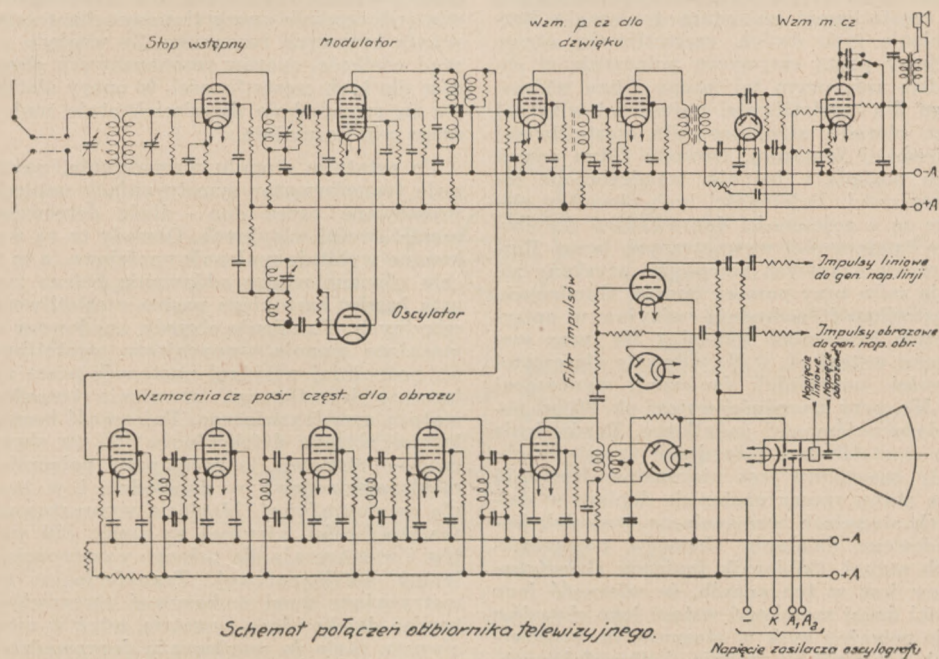 Stop wstępny
Modulator
Wzm. p.cz dla
dzwięku
Wzm m.cz
-A
+A
Oscylator
Filtr impulsów
Impulsy liniowe
do gen. nap. linji
Impulsy obrazowe
do gen. nap. obr.
Napięcie
liniowe
Napięcie
obrazowe
Wzmacniacz pośr częst. dla obrazu
-A
+A
- K A₁ A₂
Schemat połączeń odbiornika telewizyjnego.
Napięcie zasilacza oscylografu